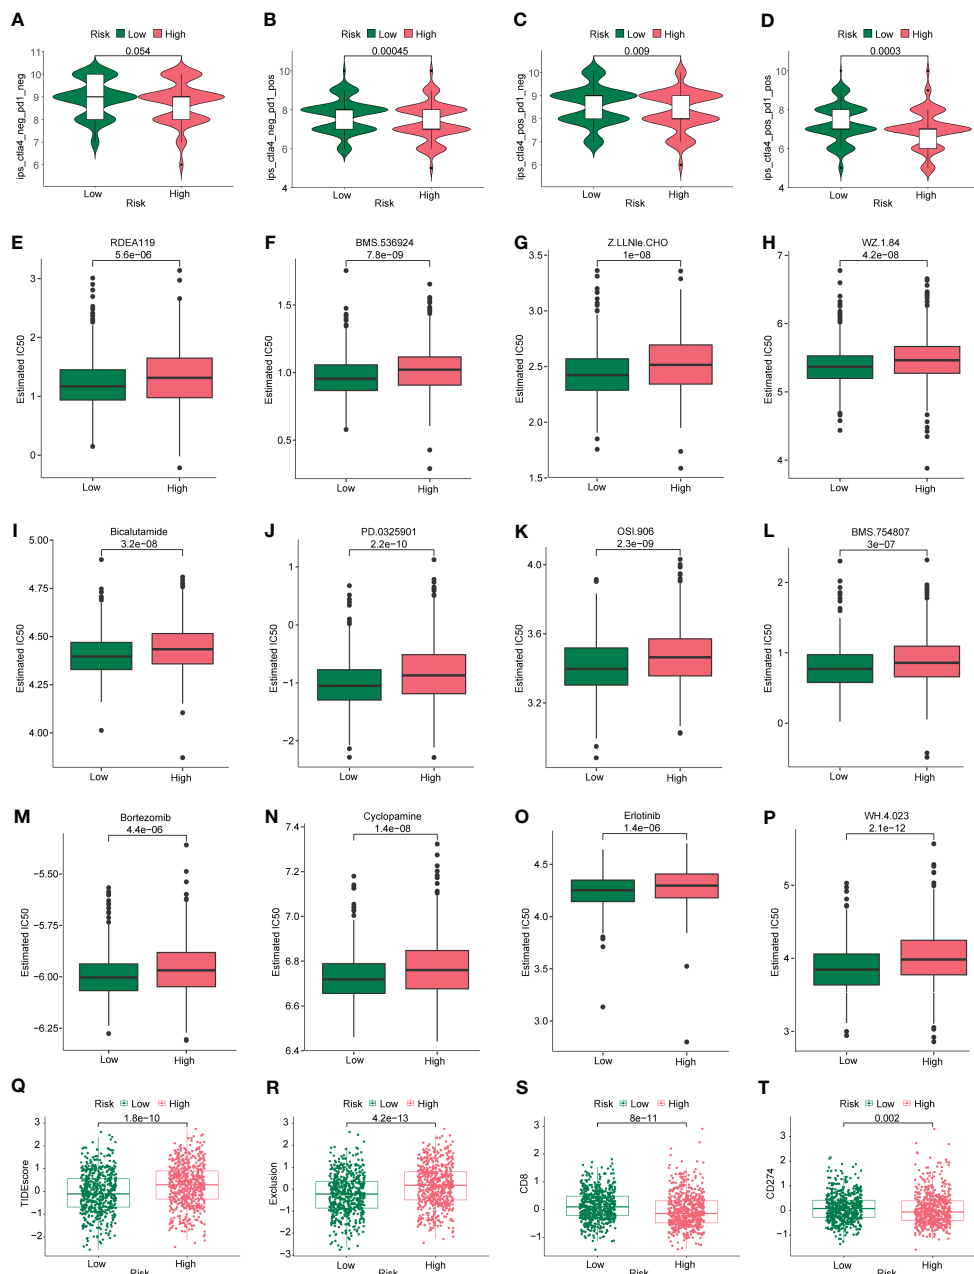 A
Risk Low High
0.054
ips_ctla4_neg_pd1_neg
11
10
9
8
7
6
Low High
Risk
B
Risk Low High
0.00045
ips_ctla4_neg_pd1_pos
10
8
6
4
Low High
Risk
C
Risk Low High
0.009
ips_ctla4_pos_pd1_neg
10
9
8
7
6
Low High
Risk
D
Risk Low High
0.0003
ips_ctla4_pos_pd1_pos
10
8
6
4
Low High
Risk
E
RDEA119
5.6e−06
Estimated IC50
3
2
1
0
Low High
F
BMS.536924
7.8e−09
Estimated IC50
1.5
1.0
0.5
Low High
G
Z.LLNle.CHO
1e−08
Estimated IC50
3.5
3.0
2.5
2.0
1.5
Low High
H
WZ.1.84
4.2e−08
Estimated IC50
7
6
5
4
Low High
I
Bicalutamide
3.2e−08
Estimated IC50
5.00
4.75
4.50
4.25
4.00
Low High
J
PD.0325901
2.2e−10
Estimated IC50
1
0
−1
−2
Low High
K
OSI.906
2.3e−09
Estimated IC50
4.0
3.6
3.2
Low High
L
BMS.754807
3e−07
Estimated IC50
2
1
0
Low High
M
Bortezomib
4.4e−06
Estimated IC50
−5.50
−5.75
−6.00
−6.25
Low High
N
Cyclopamine
1.4e−08
Estimated IC50
7.4
7.2
7.0
6.8
6.6
6.4
Low High
O
Erlotinib
1.4e−06
Estimated IC50
4.5
4.0
3.5
3.0
Low High
P
WH.4.023
2.1e−12
Estimated IC50
5
4
3
Low High
Q
Risk Low High
1.8e−10
TIDEscore
3
2
1
0
−1
−2
Low High
Risk
R
Risk Low High
4.2e−13
Exclusion
3
2
1
0
−1
−2
−3
Low High
Risk
S
Risk Low High
8e−11
CD8
3
2
1
0
−1
Low High
Risk
T
Risk Low High
0.002
CD274
3
2
1
0
−1
Low High
Risk